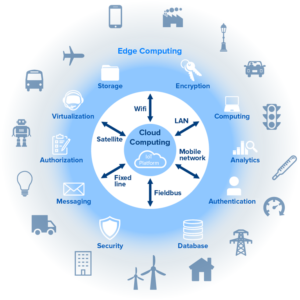 Edge Computing
Storage
Encryption
Wifi
Virtualization
LAN
Computing
Cloud
Computing
Satellite
IoT
Platform
Mobile
network
Authorization
Analytics
Fixed
line
Fieldbus
Messaging
Authentication
Security
Database